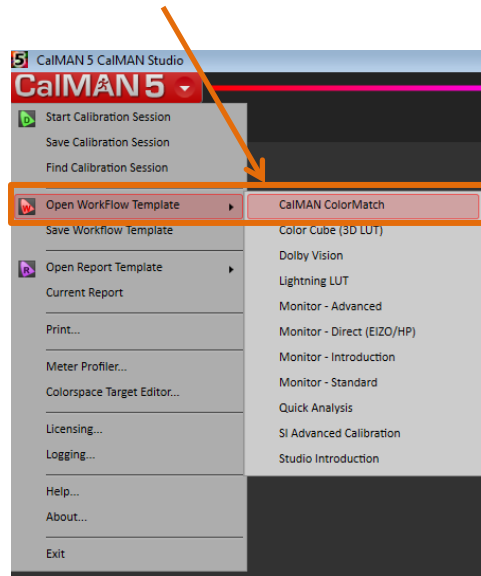 5 CalMAN 5 CalMAN Studio
CalMAN 5
D Start Calibration Session
Save Calibration Session
Find Calibration Session
W Open WorkFlow Template
Save Workflow Template
R Open Report Template
Current Report
Print...
Meter Profiler...
Colorspace Target Editor...
Licensing...
Logging...
Help...
About...
Exit
CalMAN ColorMatch
Color Cube (3D LUT)
Dolby Vision
Lightning LUT
Monitor - Advanced
Monitor - Direct (EIZO/HP)
Monitor - Introduction
Monitor - Standard
Quick Analysis
SI Advanced Calibration
Studio Introduction